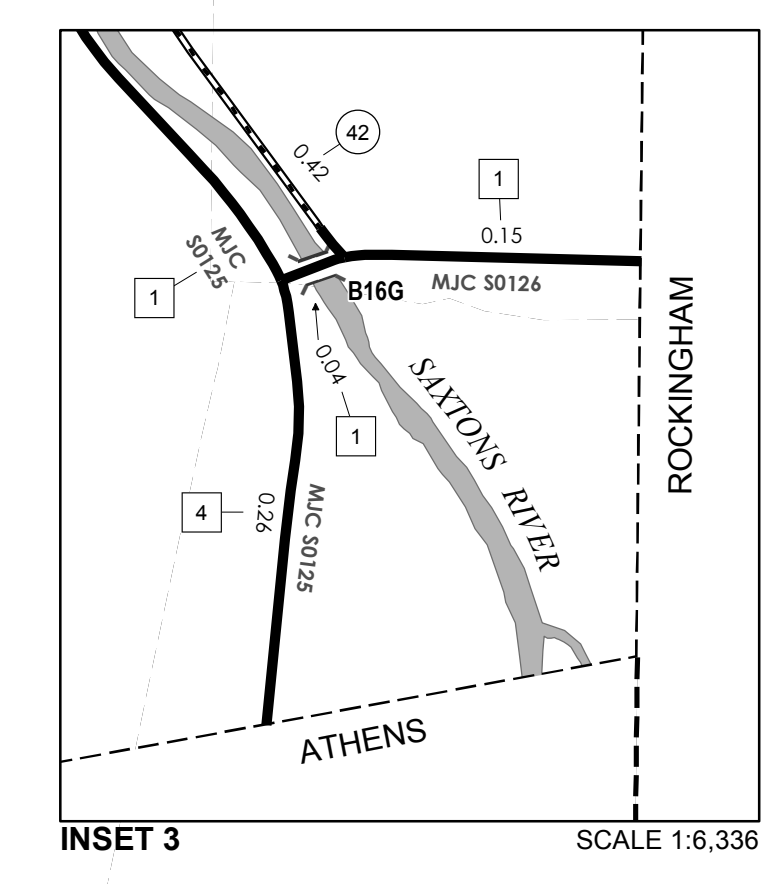 42
0.42
1
0.15
MJC
S0125
1
B16G
MJC S0126
ROCKINGHAM
0.04
1
SAXTONS RIVER
4
0.26
MJC S0125
ATHENS
INSET 3
SCALE 1:6,336